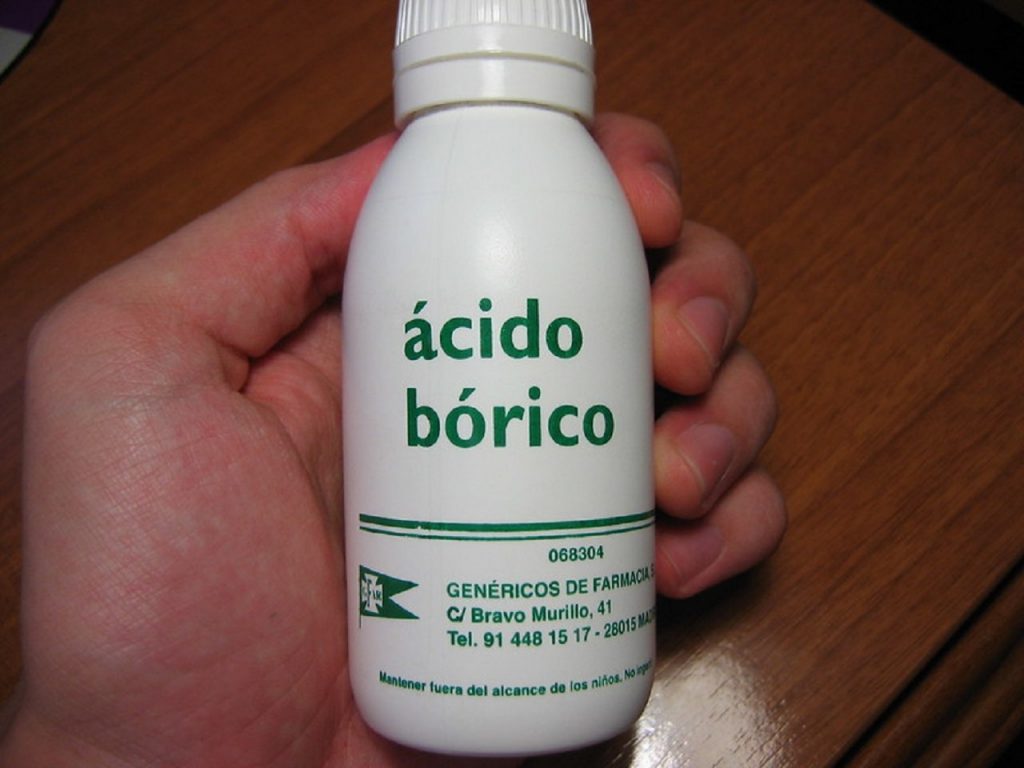 ácido
bórico
068304
GENÉRICOS DE FARMACIA,
C/ Bravo Murillo, 41
Tel. 91 448 15 17 - 28015
Mantener fuera del alcance de los niños. No